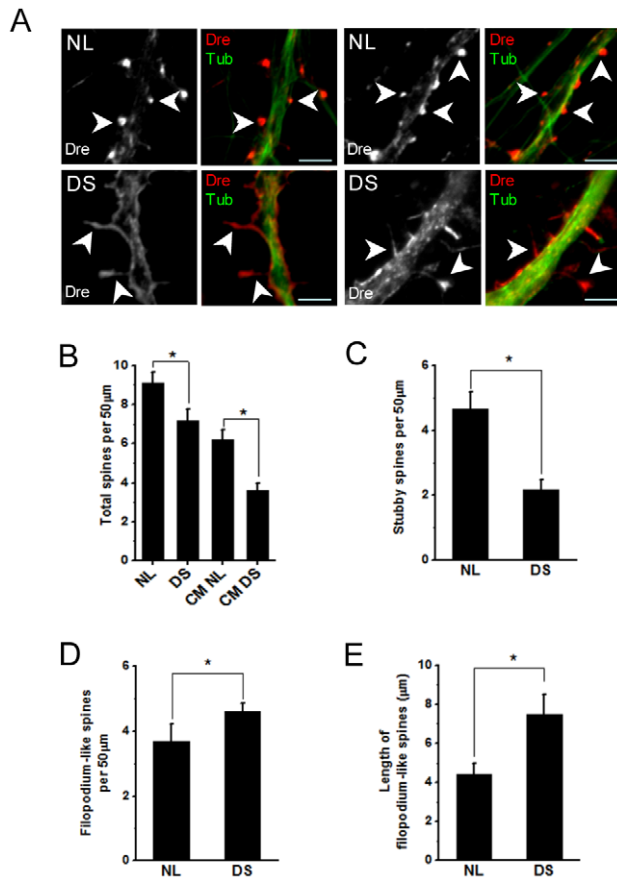 A
NL
Dre
Dre
Tub
NL
Dre
Dre
Tub
DS
Dre
Dre
Tub
DS
Dre
Dre
Tub
B
Total spines per 50μm
10
8
6
4
2
0
*
*
NL
DS
CM NL
CM DS
C
Stubby spines per 50μm
6
4
2
0
*
NL
DS
D
Filopodium-like spines
per 50μm
6
4
2
0
*
NL
DS
E
Length of
filopodium-like spines (μm)
10
8
6
4
2
0
*
NL
DS